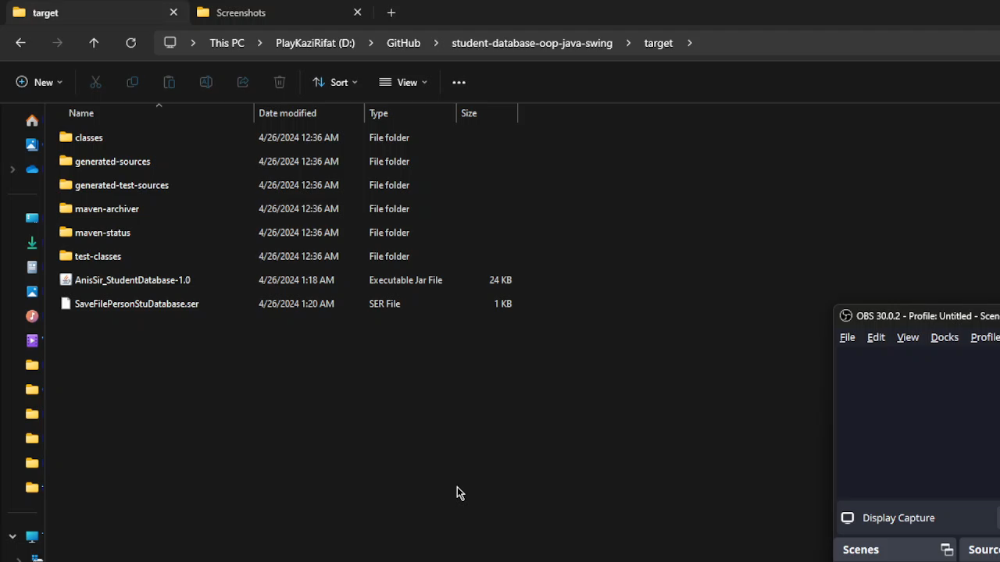 target
Screenshots
This PC > PlayKaziRifat (D:) > GitHub > student-database-oop-java-swing > target >
New Sort View
Name Date modified Type Size
classes 4/26/2024 12:36 AM File folder
generated-sources 4/26/2024 12:36 AM File folder
generated-test-sources 4/26/2024 12:36 AM File folder
maven-archiver 4/26/2024 12:36 AM File folder
maven-status 4/26/2024 12:36 AM File folder
test-classes 4/26/2024 12:36 AM File folder
AnisSir_StudentDatabase-1.0 4/26/2024 1:18 AM Executable Jar File 24 KB
SaveFilePersonStuDatabase.ser 4/26/2024 1:20 AM SER File 1 KB
OBS 30.0.2 - Profile: Untitled - Scen
File Edit View Docks Profile
Display Capture
Scenes Sourc